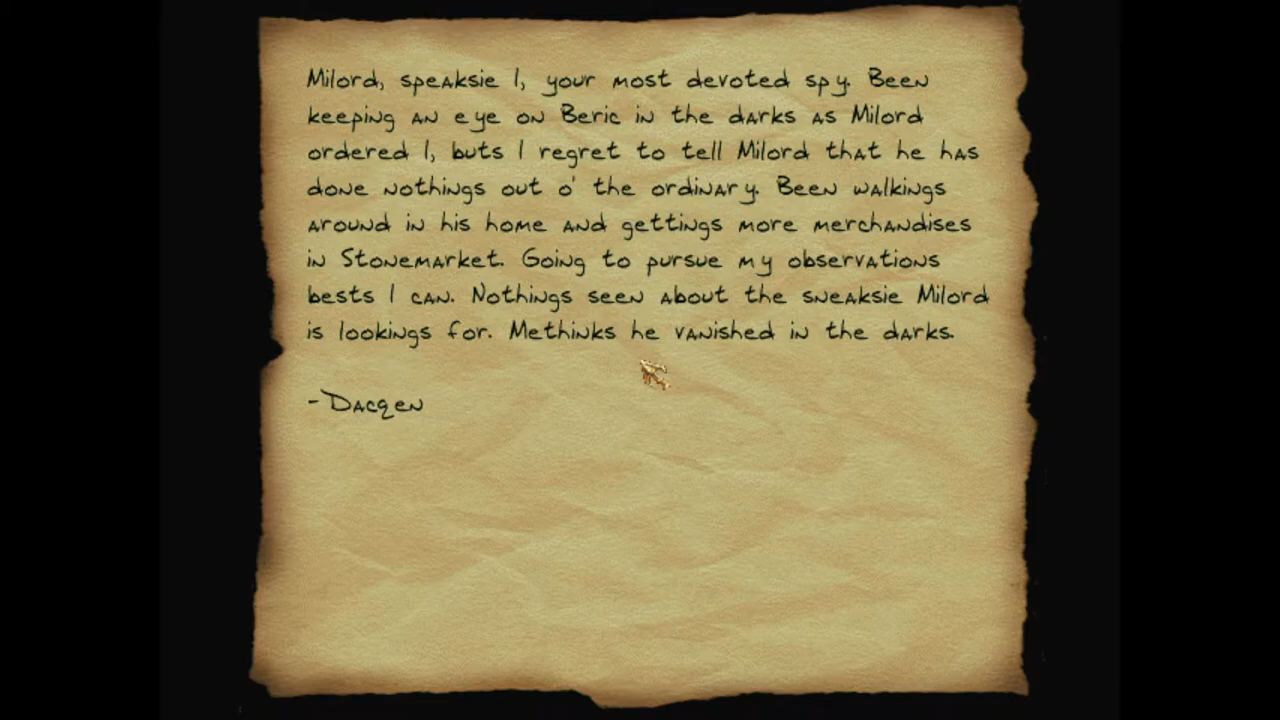 Milord, speaksie I, your most devoted spy. Been
keeping an eye on Beric in the darks as Milord
ordered I, buts I regret to tell Milord that he has
done nothings out o' the ordinary. Been walkings
around in his home and gettings more merchandises
in Stonemarket. Going to pursue my observations
bests I can. Nothings seen about the sneaksie Milord
is lookings for. Methinks he vanished in the darks.
-Dacqen